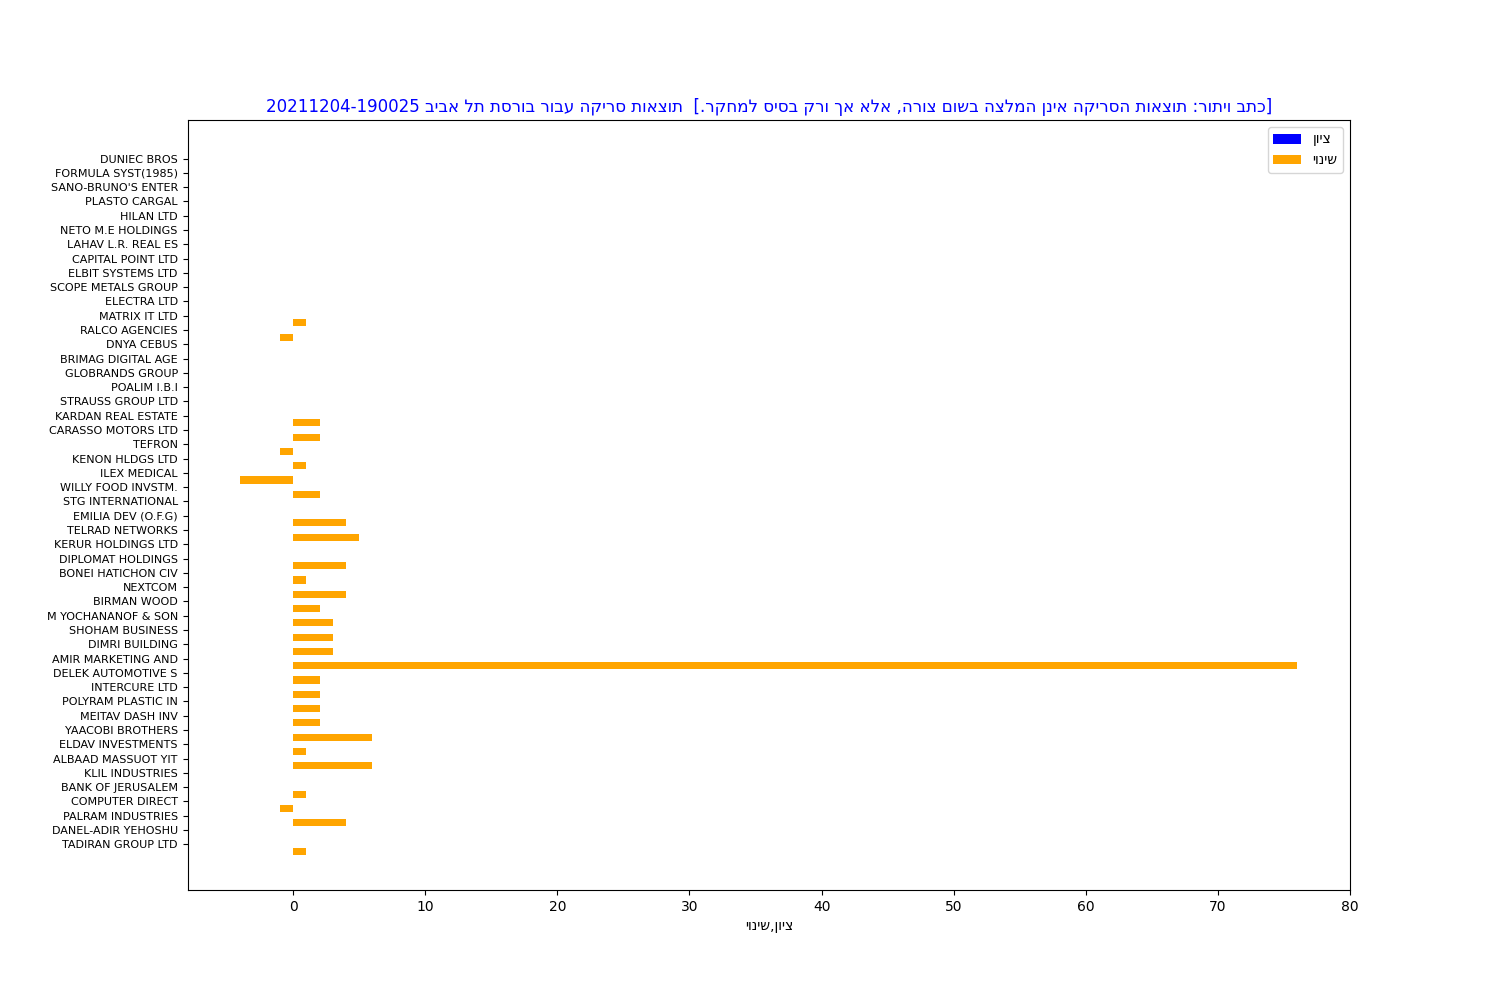 [כתב ויתור: תוצאות הסריקה אינן המלצה בשום צורה, אלא אך ורק בסיס למחקר.] תוצאות סריקה עבור בורסת תל אביב 20211204-190025
ציון
שינוי
DUNIEC BROS
FORMULA SYST(1985)
SANO-BRUNO'S ENTER
PLASTO CARGAL
HILAN LTD
NETO M.E HOLDINGS
LAHAV L.R. REAL ES
CAPITAL POINT LTD
ELBIT SYSTEMS LTD
SCOPE METALS GROUP
ELECTRA LTD
MATRIX IT LTD
RALCO AGENCIES
DNYA CEBUS
BRIMAG DIGITAL AGE
GLOBRANDS GROUP
POALIM I.B.I
STRAUSS GROUP LTD
KARDAN REAL ESTATE
CARASSO MOTORS LTD
TEFRON
KENON HLDGS LTD
ILEX MEDICAL
WILLY FOOD INVSTM.
STG INTERNATIONAL
EMILIA DEV (O.F.G)
TELRAD NETWORKS
KERUR HOLDINGS LTD
DIPLOMAT HOLDINGS
BONEI HATICHON CIV
NEXTCOM
BIRMAN WOOD
M YOCHANANOF & SON
SHOHAM BUSINESS
DIMRI BUILDING
AMIR MARKETING AND
DELEK AUTOMOTIVE S
INTERCURE LTD
POLYRAM PLASTIC IN
MEITAV DASH INV
YAACOBI BROTHERS
ELDAV INVESTMENTS
ALBAAD MASSUOT YIT
KLIL INDUSTRIES
BANK OF JERUSALEM
COMPUTER DIRECT
PALRAM INDUSTRIES
DANEL-ADIR YEHOSHU
TADIRAN GROUP LTD
0 10 20 30 40 50 60 70 80
ציון,שינוי